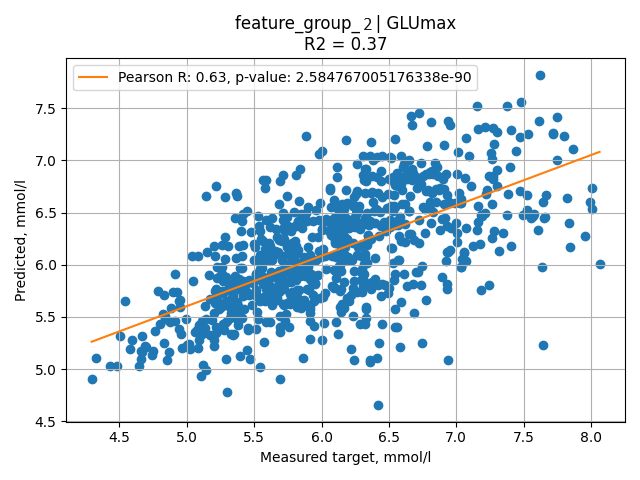 feature_group_ 2 | GLUmax
R2 = 0.37
Pearson R: 0.63, p-value: 2.584767005176338e-90
Predicted, mmol/l
7.5
7.0
6.5
6.0
5.5
5.0
4.5
4.5 5.0 5.5 6.0 6.5 7.0 7.5 8.0
Measured target, mmol/l